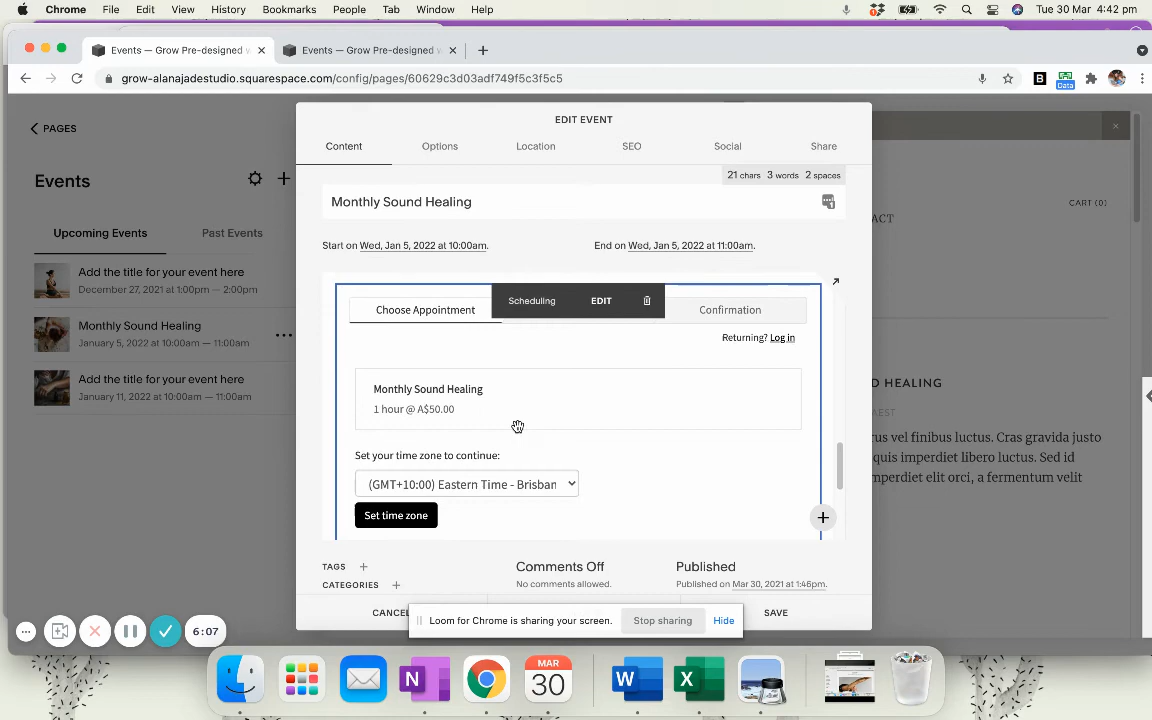 Chrome File Edit View History Bookmarks People Tab Window Help Tue 30 Mar 4:42 pm
Events — Grow Pre-designed Events — Grow Pre-designed
grow-alanajadestudio.squarespace.com/config/pages/60629c3d03adf749f5c3f5c5
B Data
PAGES
EDIT EVENT
Content Options Location SEO Social Share
21 chars 3 words 2 spaces
Events
Upcoming Events Past Events
Add the title for your event here
December 27, 2021 at 1:00pm — 2:00pm
Monthly Sound Healing
January 5, 2022 at 10:00am — 11:00am
Add the title for your event here
January 11, 2022 at 10:00am — 11:00am
Monthly Sound Healing
Start on Wed, Jan 5, 2022 at 10:00am. End on Wed, Jan 5, 2022 at 11:00am.
Choose Appointment Scheduling EDIT Confirmation
Returning? Log in
Monthly Sound Healing
1 hour @ A$50.00
Set your time zone to continue:
(GMT+10:00) Eastern Time - Brisban
Set time zone
TAGS
CATEGORIES
Comments Off
No comments allowed.
Published
Published on Mar 30, 2021 at 1:46pm.
CANCEL SAVE
CART (0)
ACT
D HEALING
AEST
rus vel finibus luctus. Cras gravida justo
quis imperdiet libero luctus. Sed id
imperdiet elit orci, a fermentum velit
6:07
Loom for Chrome is sharing your screen. Stop sharing Hide
MAR
30
N W X